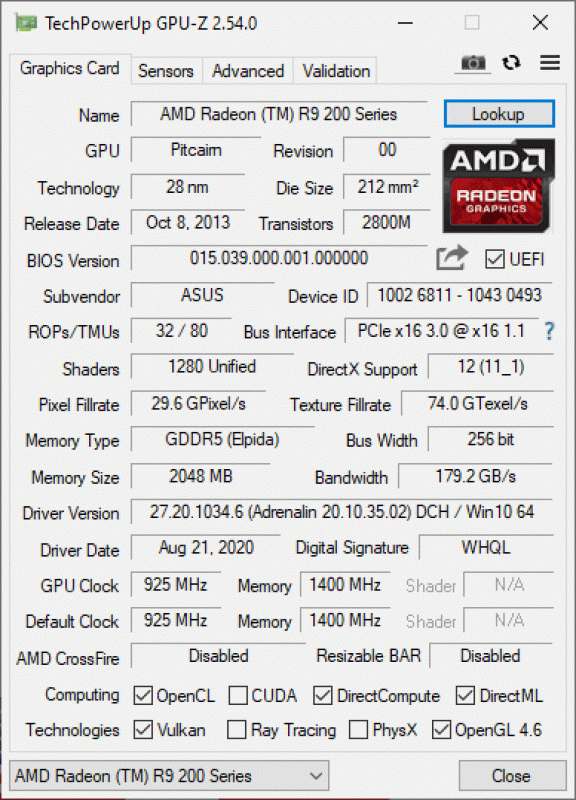 TechPowerUp GPU-Z 2.54.0
Graphics Card Sensors Advanced Validation
Name AMD Radeon (TM) R9 200 Series Lookup
GPU Pitcairn Revision 00
AMD
RADEON
GRAPHICS
Technology 28 nm Die Size 212 mm²
Release Date Oct 8, 2013 Transistors 2800M
BIOS Version 015.039.000.001.000000 UEFI
Subvendor ASUS Device ID 1002 6811 - 1043 0493
ROPs/TMUs 32 / 80 Bus Interface PCIe x16 3.0 @ x16 1.1 ?
Shaders 1280 Unified DirectX Support 12 (11_1)
Pixel Fillrate 29.6 GPixel/s Texture Fillrate 74.0 GTexel/s
Memory Type GDDR5 (Elpida) Bus Width 256 bit
Memory Size 2048 MB Bandwidth 179.2 GB/s
Driver Version 27.20.1034.6 (Adrenalin 20.10.35.02) DCH / Win10 64
Driver Date Aug 21, 2020 Digital Signature WHQL
GPU Clock 925 MHz Memory 1400 MHz Shader N/A
Default Clock 925 MHz Memory 1400 MHz Shader N/A
AMD CrossFire Disabled Resizable BAR Disabled
Computing OpenCL CUDA DirectCompute DirectML
Technologies Vulkan Ray Tracing PhysX OpenGL 4.6
AMD Radeon (TM) R9 200 Series Close